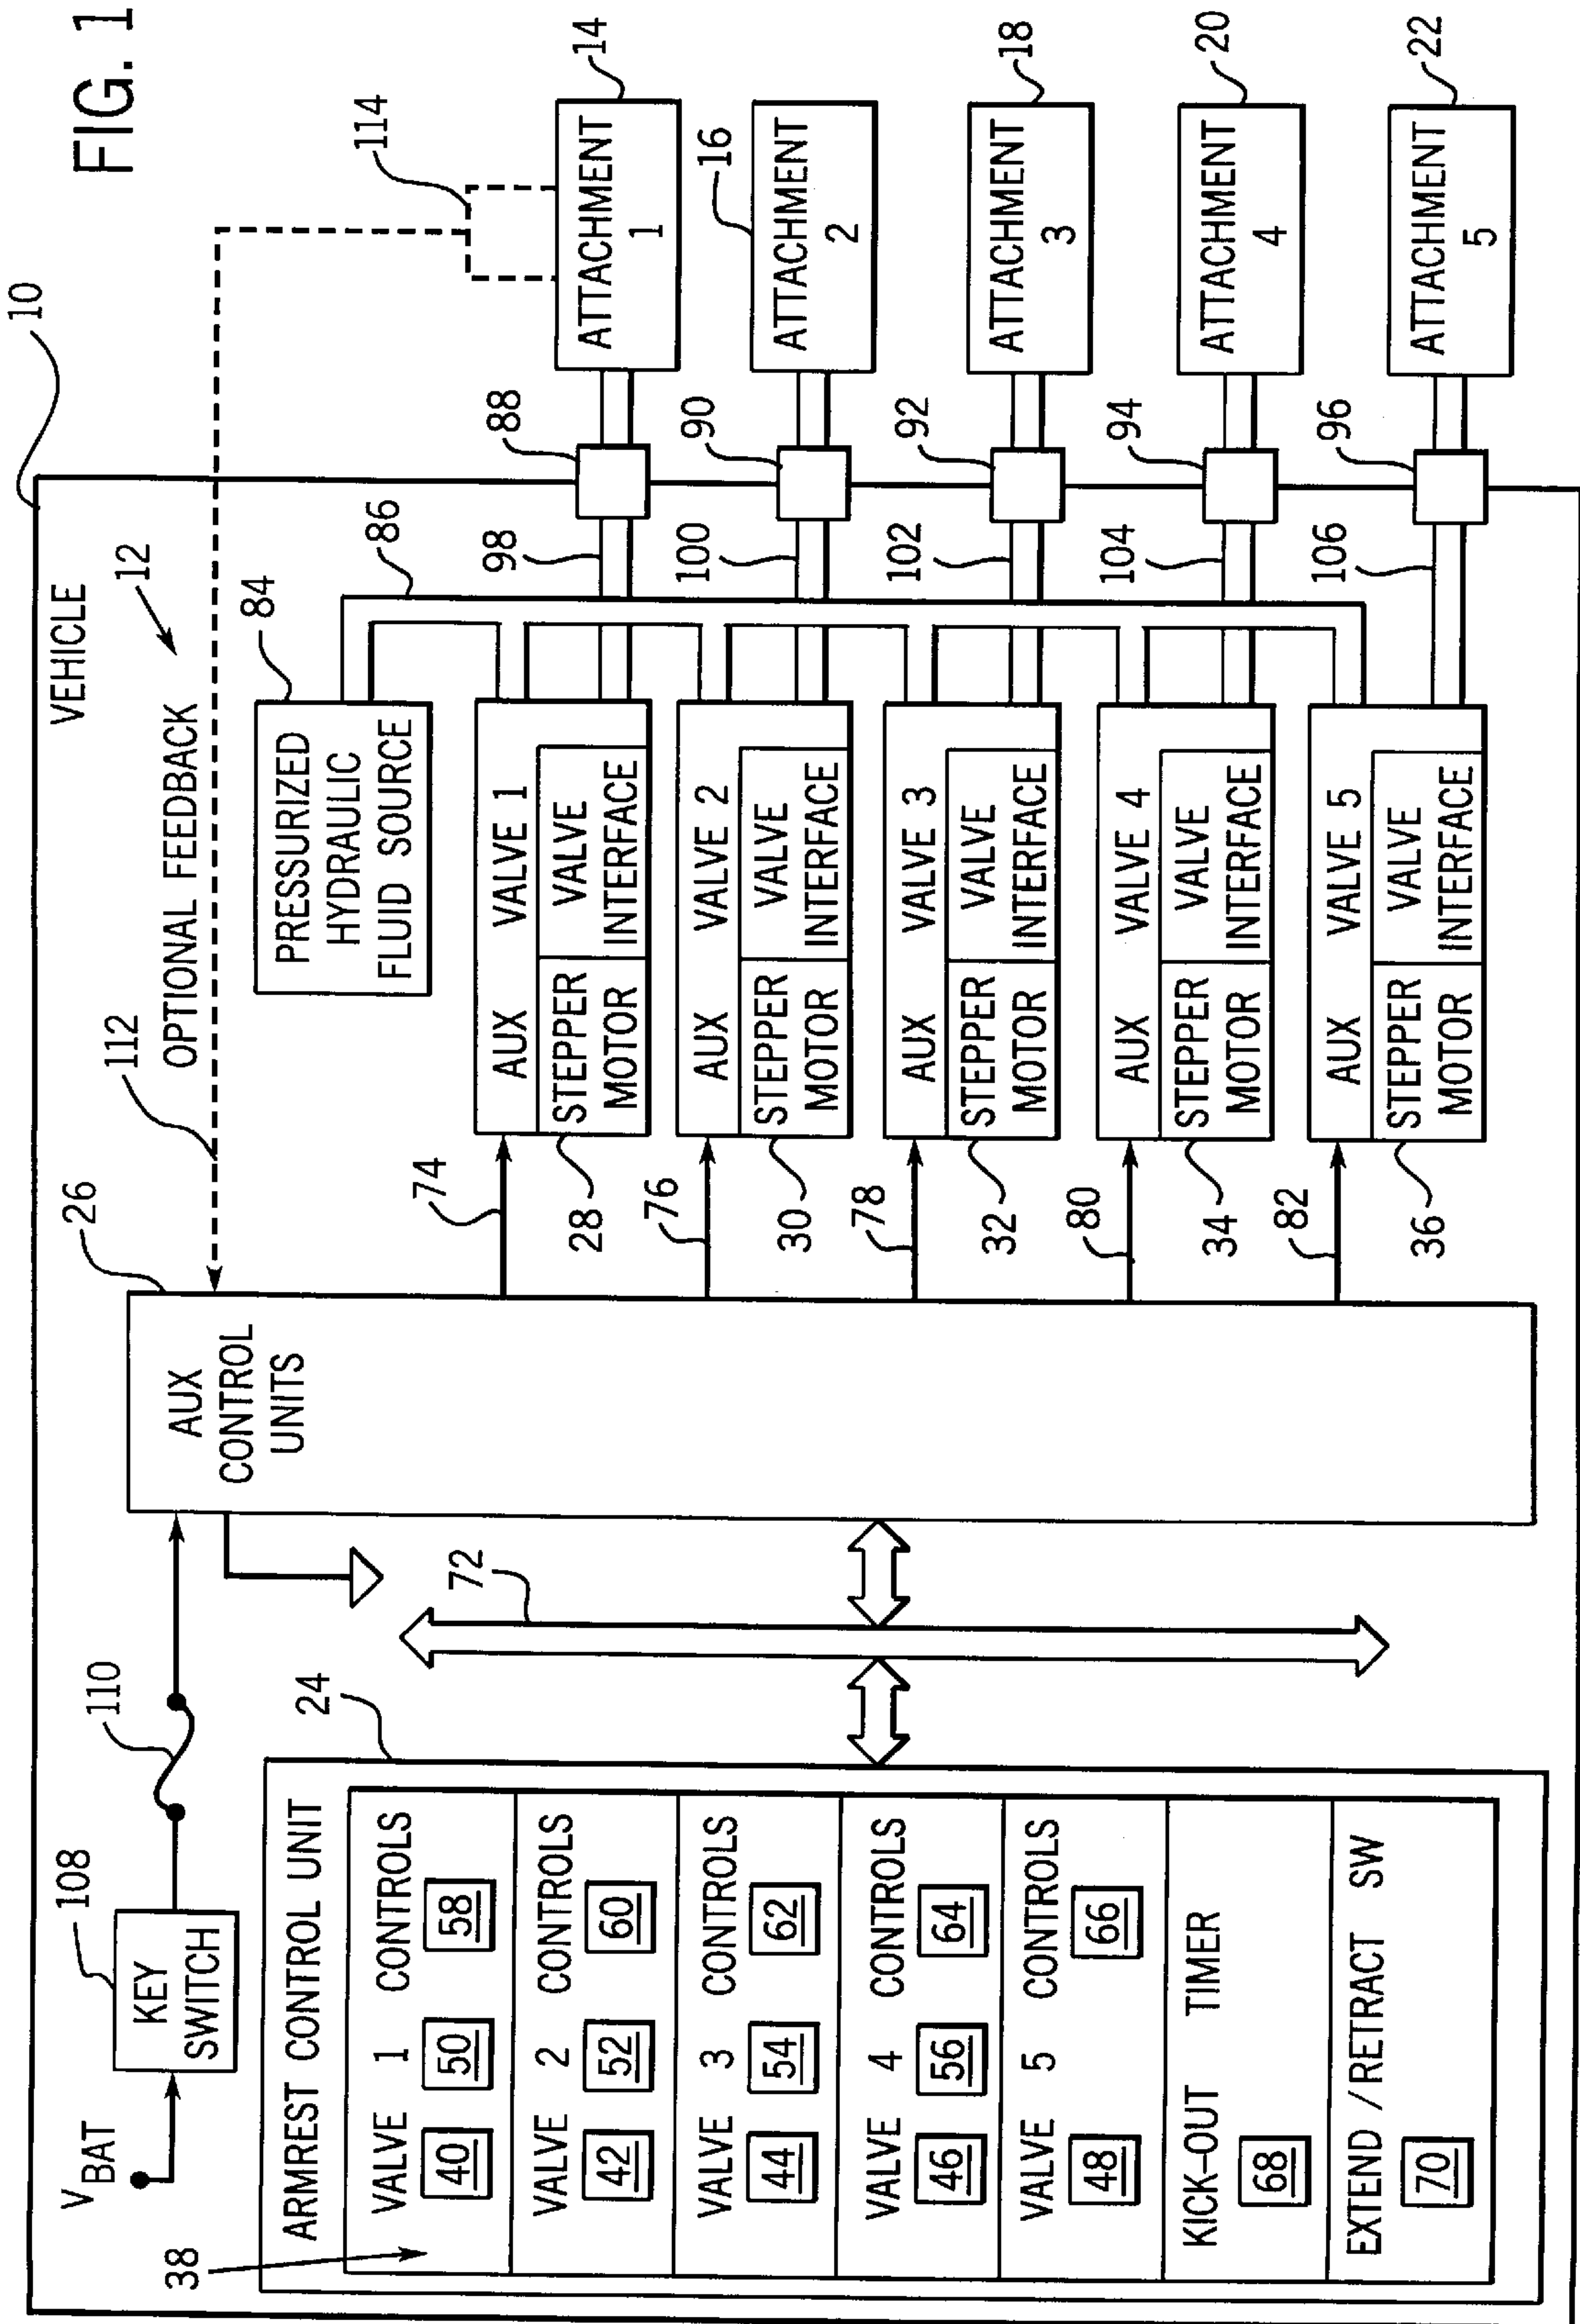 FIG. 1
10
VEHICLE
12
114
112
OPTIONAL FEEDBACK
V BAT
108
KEY
SWITCH
110
26
AUX
CONTROL
UNITS
84
PRESSURIZED
HYDRAULIC
FLUID SOURCE
86
38
ARMREST CONTROL UNIT
24
72
VALVE 1 CONTROLS
40 50 58
VALVE 2 CONTROLS
42 52 60
VALVE 3 CONTROLS
44 54 62
VALVE 4 CONTROLS
46 56 64
VALVE 5 CONTROLS
48 66
KICK-OUT TIMER
68
EXTEND / RETRACT SW
70
74
AUX VALVE 1
STEPPER
MOTOR
VALVE
INTERFACE
28
98
88
ATTACHMENT
1
14
76
AUX VALVE 2
STEPPER
MOTOR
VALVE
INTERFACE
30
100
90
ATTACHMENT
2
16
78
AUX VALVE 3
STEPPER
MOTOR
VALVE
INTERFACE
32
102
92
ATTACHMENT
3
18
80
AUX VALVE 4
STEPPER
MOTOR
VALVE
INTERFACE
34
104
94
ATTACHMENT
4
20
82
AUX VALVE 5
STEPPER
MOTOR
VALVE
INTERFACE
36
106
96
ATTACHMENT
5
22